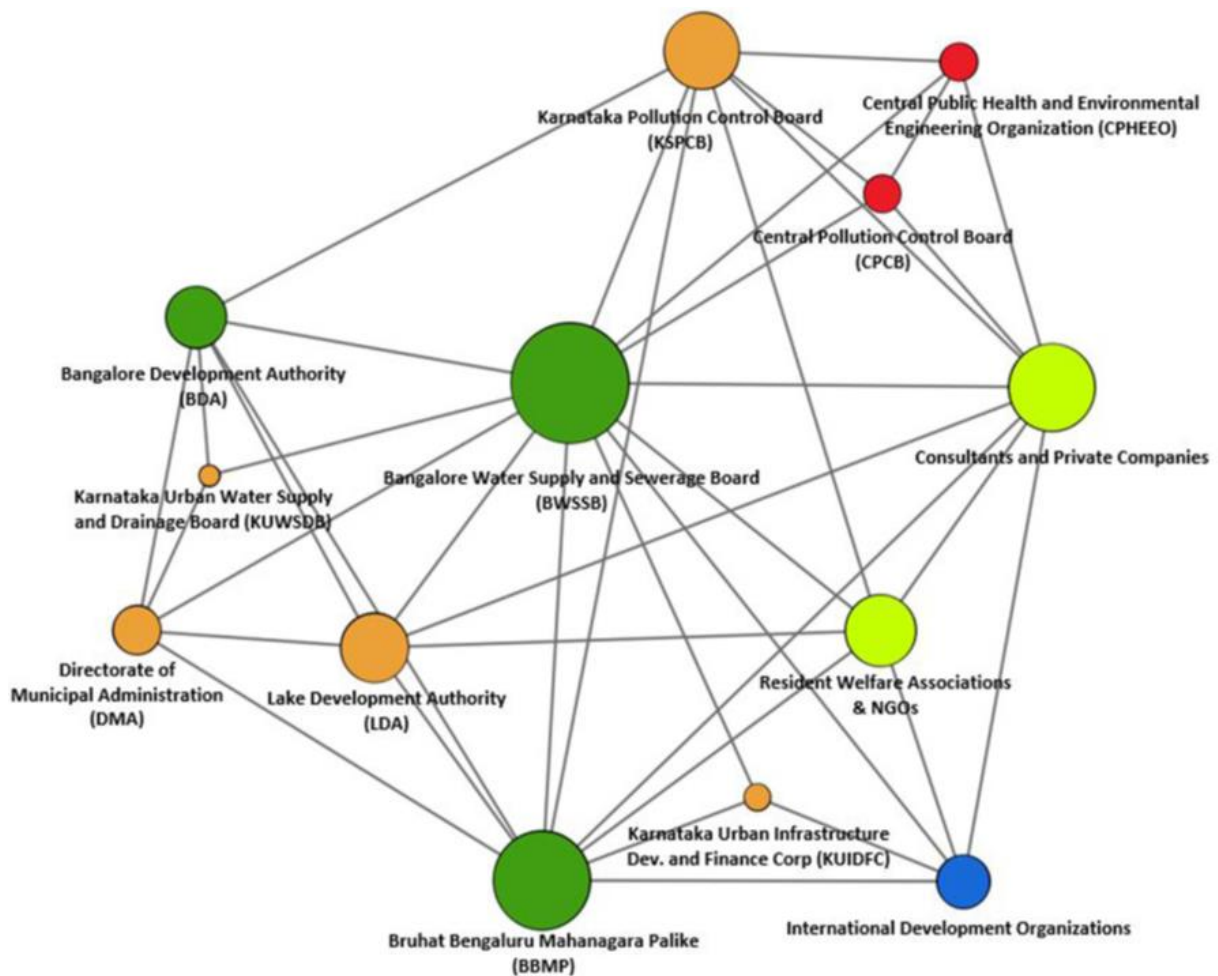 Karnataka Pollution Control Board
(KSPCB)
Central Public Health and Environmental
Engineering Organization (CPHEEO)
Central Pollution Control Board
(CPCB)
Bangalore Development Authority
(BDA)
Karnataka Urban Water Supply
and Drainage Board (KUWSDB)
Bangalore Water Supply and Sewerage Board
(BWSSB)
Consultants and Private Companies
Directorate of
Municipal Administration
(DMA)
Lake Development Authority
(LDA)
Resident Welfare Associations
& NGOs
Karnataka Urban Infrastructure
Dev. and Finance Corp (KUIDFC)
Bruhat Bengaluru Mahanagara Palike
(BBMP)
International Development Organizations